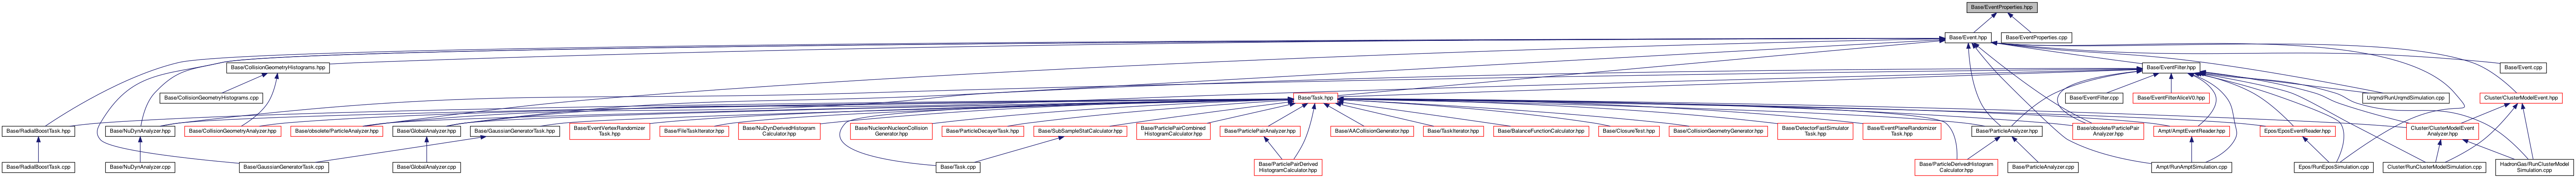 Base/EventProperties.hpp
Base/Event.hpp
Base/EventProperties.cpp
Base/CollisionGeometryHistograms.hpp
Base/EventFilter.hpp
Base/Event.cpp
Base/CollisionGeometryHistograms.cpp
Base/Task.hpp
Base/EventFilter.cpp
Base/EventFilterAliceV0.hpp
Urqmd/RunUrqmdSimulation.cpp
Cluster/ClusterModelEvent.hpp
Base/RadialBoostTask.hpp
Base/NuDynAnalyzer.hpp
Base/CollisionGeometryAnalyzer.hpp
Base/obsolete/ParticleAnalyzer.hpp
Base/GlobalAnalyzer.hpp
Base/GaussianGeneratorTask.hpp
Base/EventVertexRandomizer
Task.hpp
Base/FileTaskIterator.hpp
Base/NuDynDerivedHistogram
Calculator.hpp
Base/NucleonNucleonCollision
Generator.hpp
Base/ParticleDecayerTask.hpp
Base/SubSampleStatCalculator.hpp
Base/ParticlePairCombined
HistogramCalculator.hpp
Base/ParticlePairAnalyzer.hpp
Base/AACollisionGenerator.hpp
Base/TaskIterator.hpp
Base/BalanceFunctionCalculator.hpp
Base/ClosureTest.hpp
Base/CollisionGeometryGenerator.hpp
Base/DetectorFastSimulator
Task.hpp
Base/EventPlaneRandomizer
Task.hpp
Base/ParticleAnalyzer.hpp
Base/obsolete/ParticlePair
Analyzer.hpp
Ampt/AmptEventReader.hpp
Epos/EposEventReader.hpp
Cluster/ClusterModelEvent
Analyzer.hpp
Base/RadialBoostTask.cpp
Base/NuDynAnalyzer.cpp
Base/GaussianGeneratorTask.cpp
Base/GlobalAnalyzer.cpp
Base/Task.cpp
Base/ParticlePairDerived
HistogramCalculator.hpp
Base/ParticleDerivedHistogram
Calculator.hpp
Base/ParticleAnalyzer.cpp
Ampt/RunAmptSimulation.cpp
Epos/RunEposSimulation.cpp
Cluster/RunClusterModelSimulation.cpp
HadronGas/RunClusterModel
Simulation.cpp